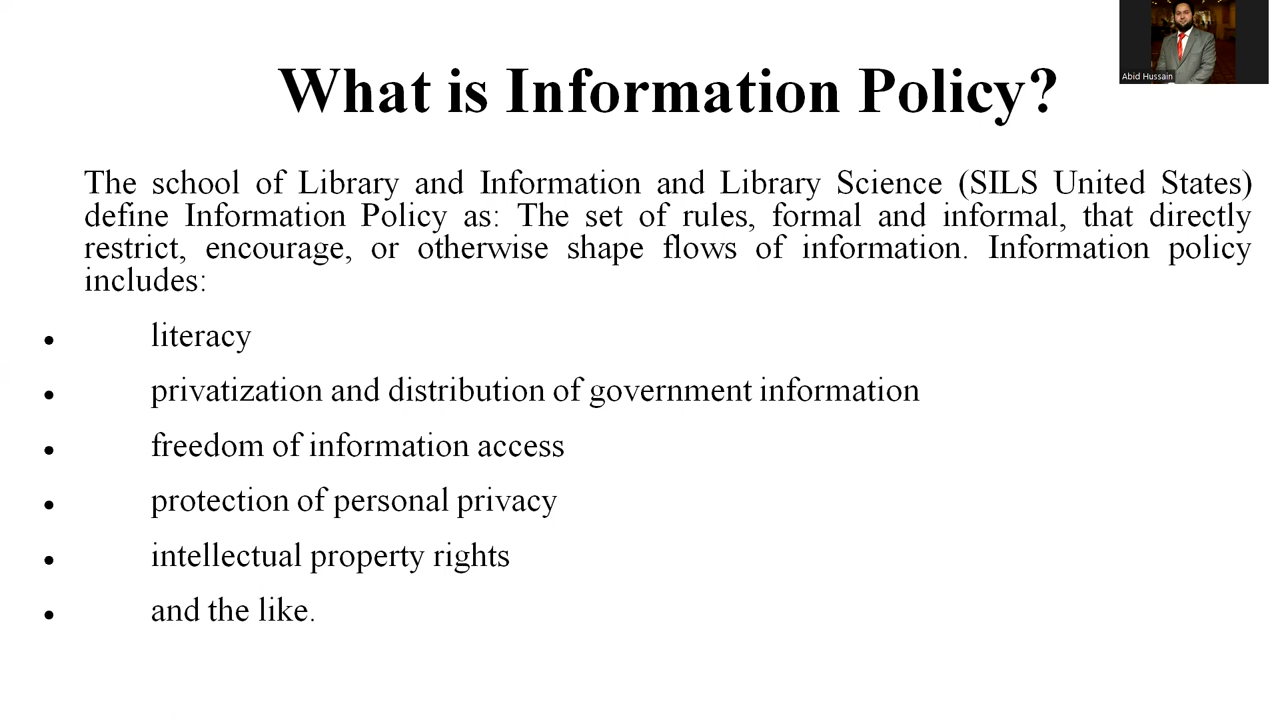 Abid Hussain
What is Information Policy?
The school of Library and Information and Library Science (SILS United States)
define Information Policy as: The set of rules, formal and informal, that directly
restrict, encourage, or otherwise shape flows of information. Information policy
includes:
• literacy
• privatization and distribution of government information
• freedom of information access
• protection of personal privacy
• intellectual property rights
• and the like.